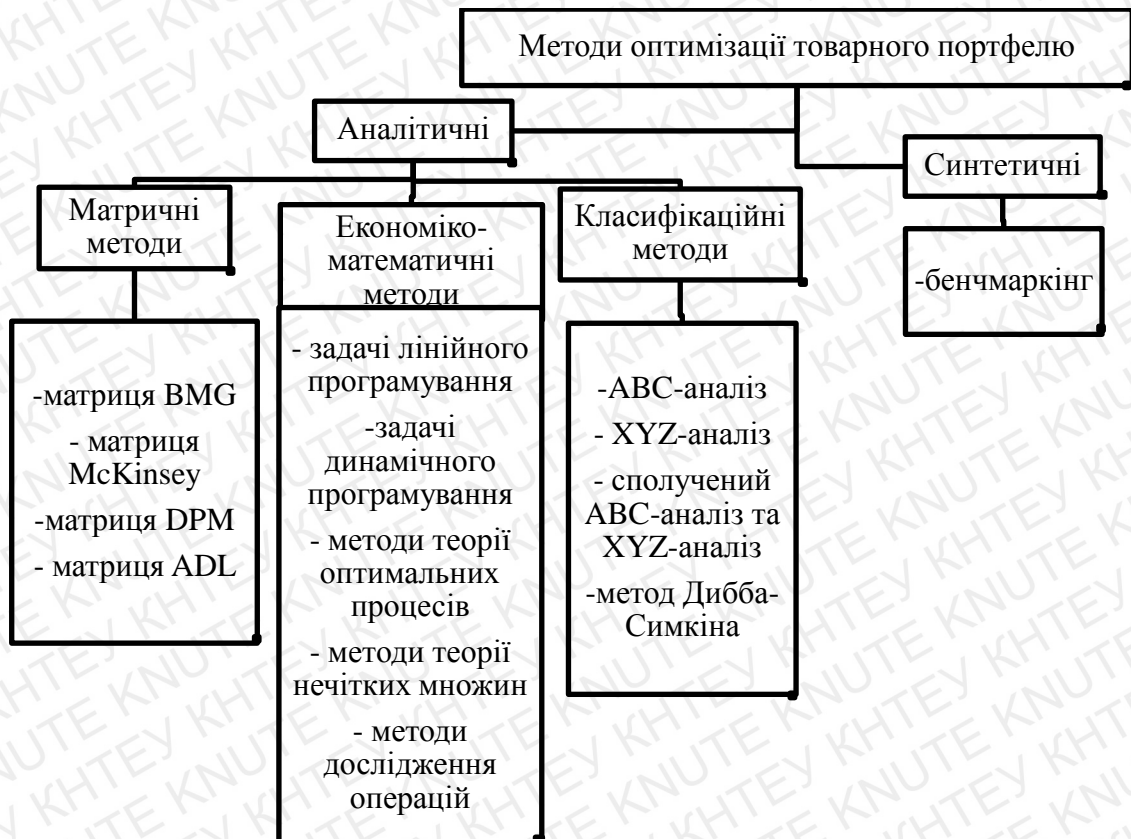 Методи оптимізації товарного портфелю
Аналітичні
Синтетичні
Матричні
методи
Економіко-
математичні
методи
Класифікаційні
методи
-бенчмаркінг
-матриця BMG
- матриця
McKinsey
-матриця DPM
- матриця ADL
- задачі лінійного
програмування
-задачі
динамічного
програмування
- методи теорії
оптимальних
процесів
- методи теорії
нечітких множин
- методи
дослідження
операцій
-ABC-аналіз
- XYZ-аналіз
- сполучений
ABC-аналіз та
XYZ-аналіз
-метод Дибба-
Симкіна